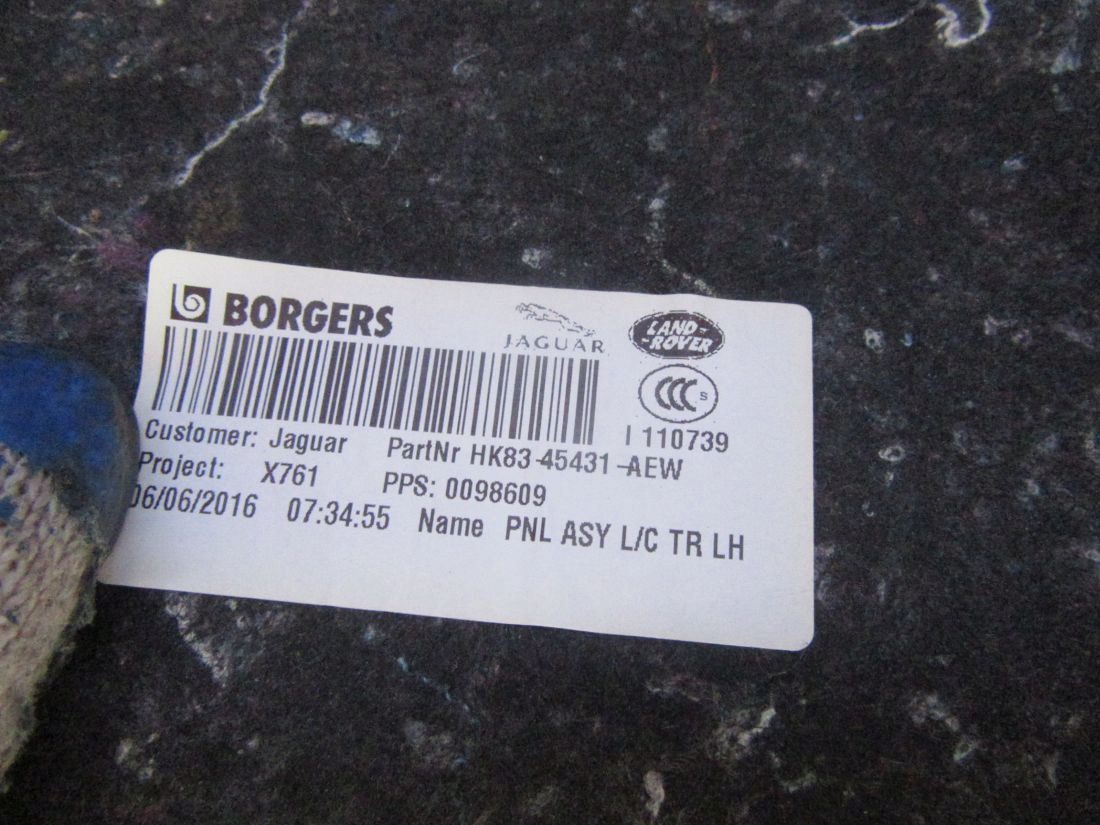 BORGERS
JAGUAR
LAND-
-ROVER
CCC S
I 110739
Customer: Jaguar PartNr HK83-45431-AEW
Project: X761 PPS: 0098609
06/06/2016 07:34:55 Name PNL ASY L/C TR LH